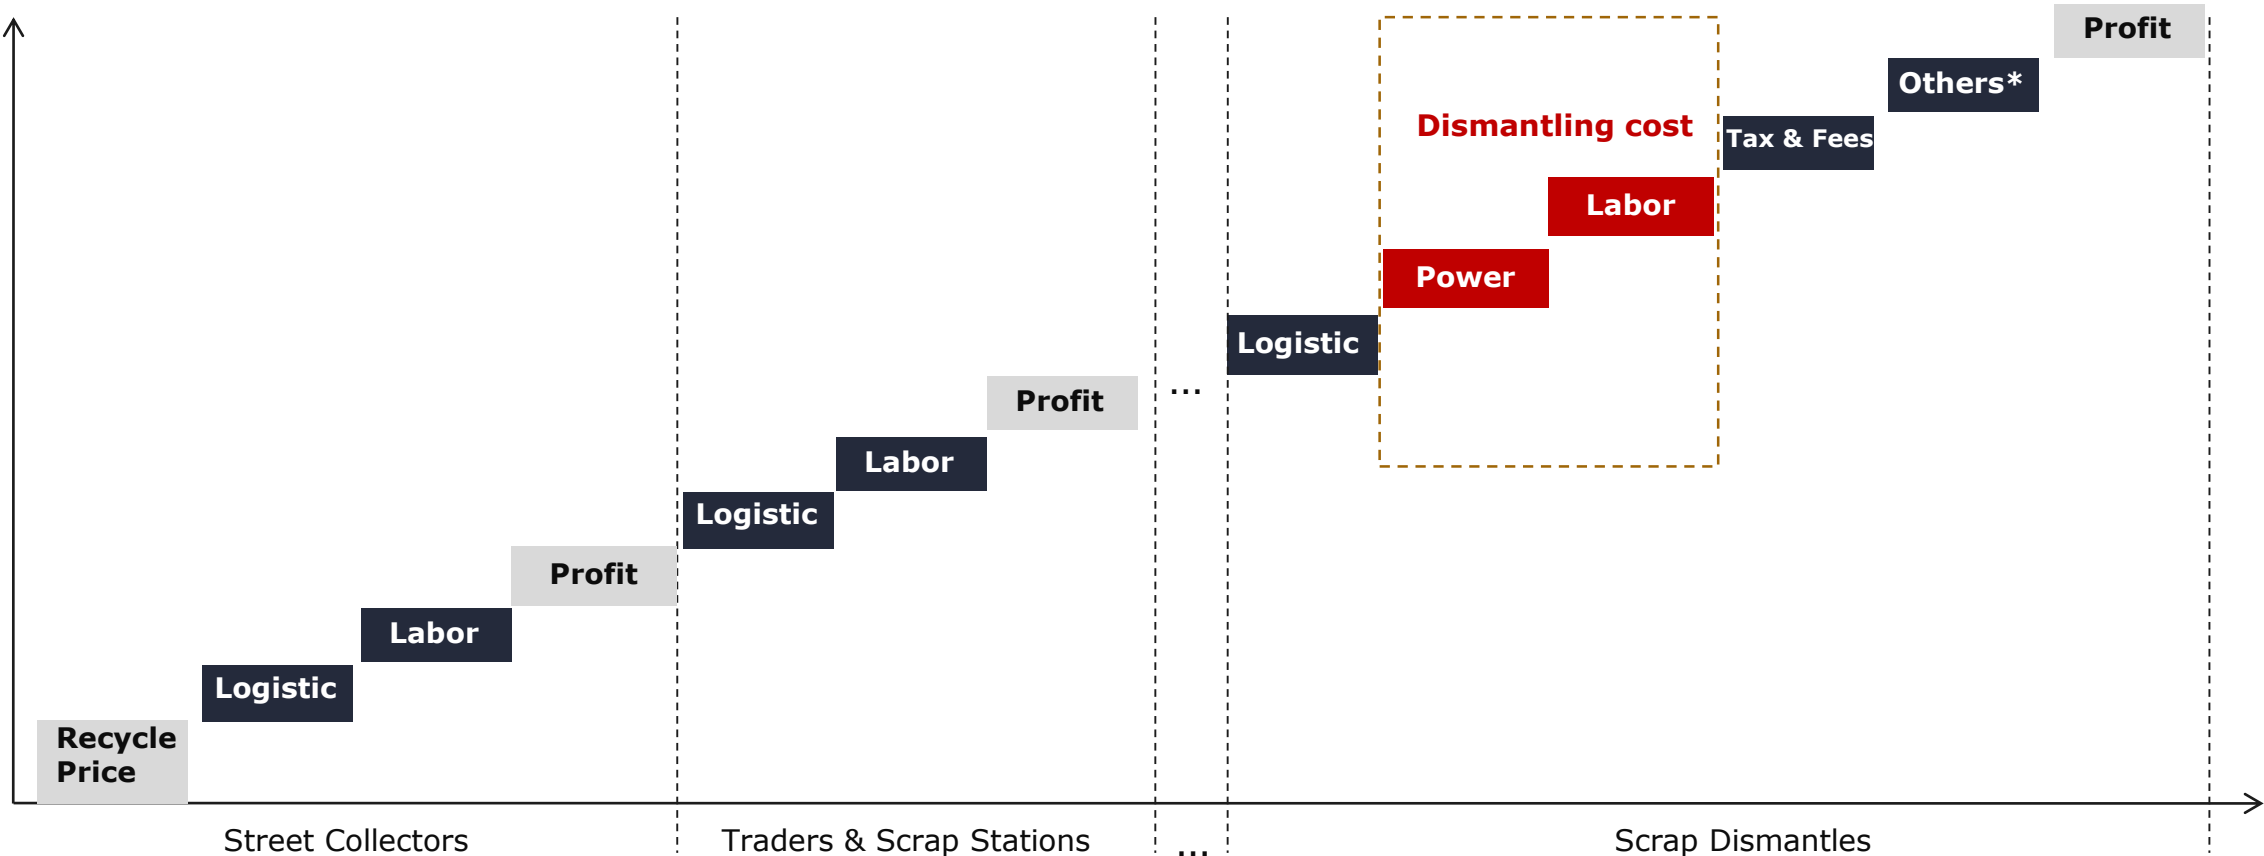 Profit
Others*
Dismantling cost
Tax & Fees
Labor
Power
Logistic
Profit
...
Labor
Logistic
Profit
Labor
Logistic
Recycle
Price
Street Collectors
Traders & Scrap Stations
...
Scrap Dismantles